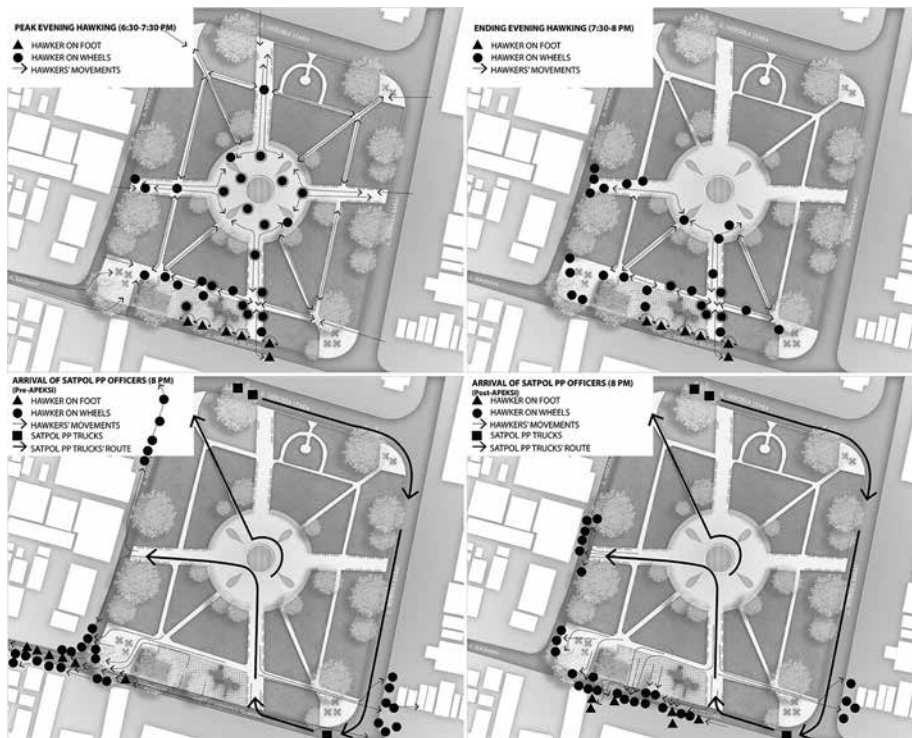 PEAK EVENING HAWKING (6:30-7:30 PM)
HAWKER ON FOOT
HAWKER ON WHEELS
HAWKERS' MOVEMENTS
ENDING EVENING HAWKING (7:30-8 PM)
HAWKER ON FOOT
HAWKER ON WHEELS
HAWKERS' MOVEMENTS
ARRIVAL OF SATPOL PP OFFICERS (8 PM)
(Pre-APEKSI)
HAWKER ON FOOT
HAWKER ON WHEELS
HAWKERS' MOVEMENTS
SATPOL PP TRUCKS
SATPOL PP TRUCKS' ROUTE
ARRIVAL OF SATPOL PP OFFICERS (8 PM)
(Post-APEKSI)
HAWKER ON FOOT
HAWKER ON WHEELS
HAWKERS' MOVEMENTS
SATPOL PP TRUCKS
SATPOL PP TRUCKS' ROUTE